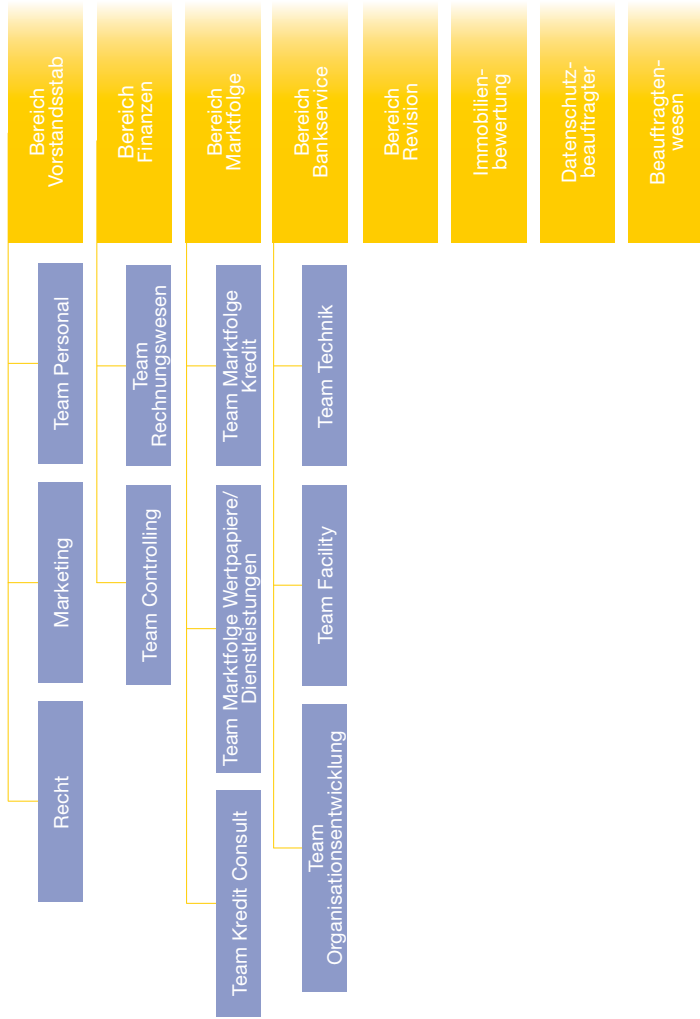 Bereich
Vorstandsstab
Team Personal
Marketing
Recht
Bereich
Finanzen
Team
Rechnungswesen
Team Controlling
Bereich
Marktfolge
Team Marktfolge
Kredit
Team Marktfolge Wertpapiere/
Dienstleistungen
Team Kredit Consult
Bereich
Bankservice
Team Technik
Team Facility
Team
Organisationsentwicklung
Bereich
Revision
Immobilien-
bewertung
Datenschutz-
beauftragter
Beauftragten-
wesen